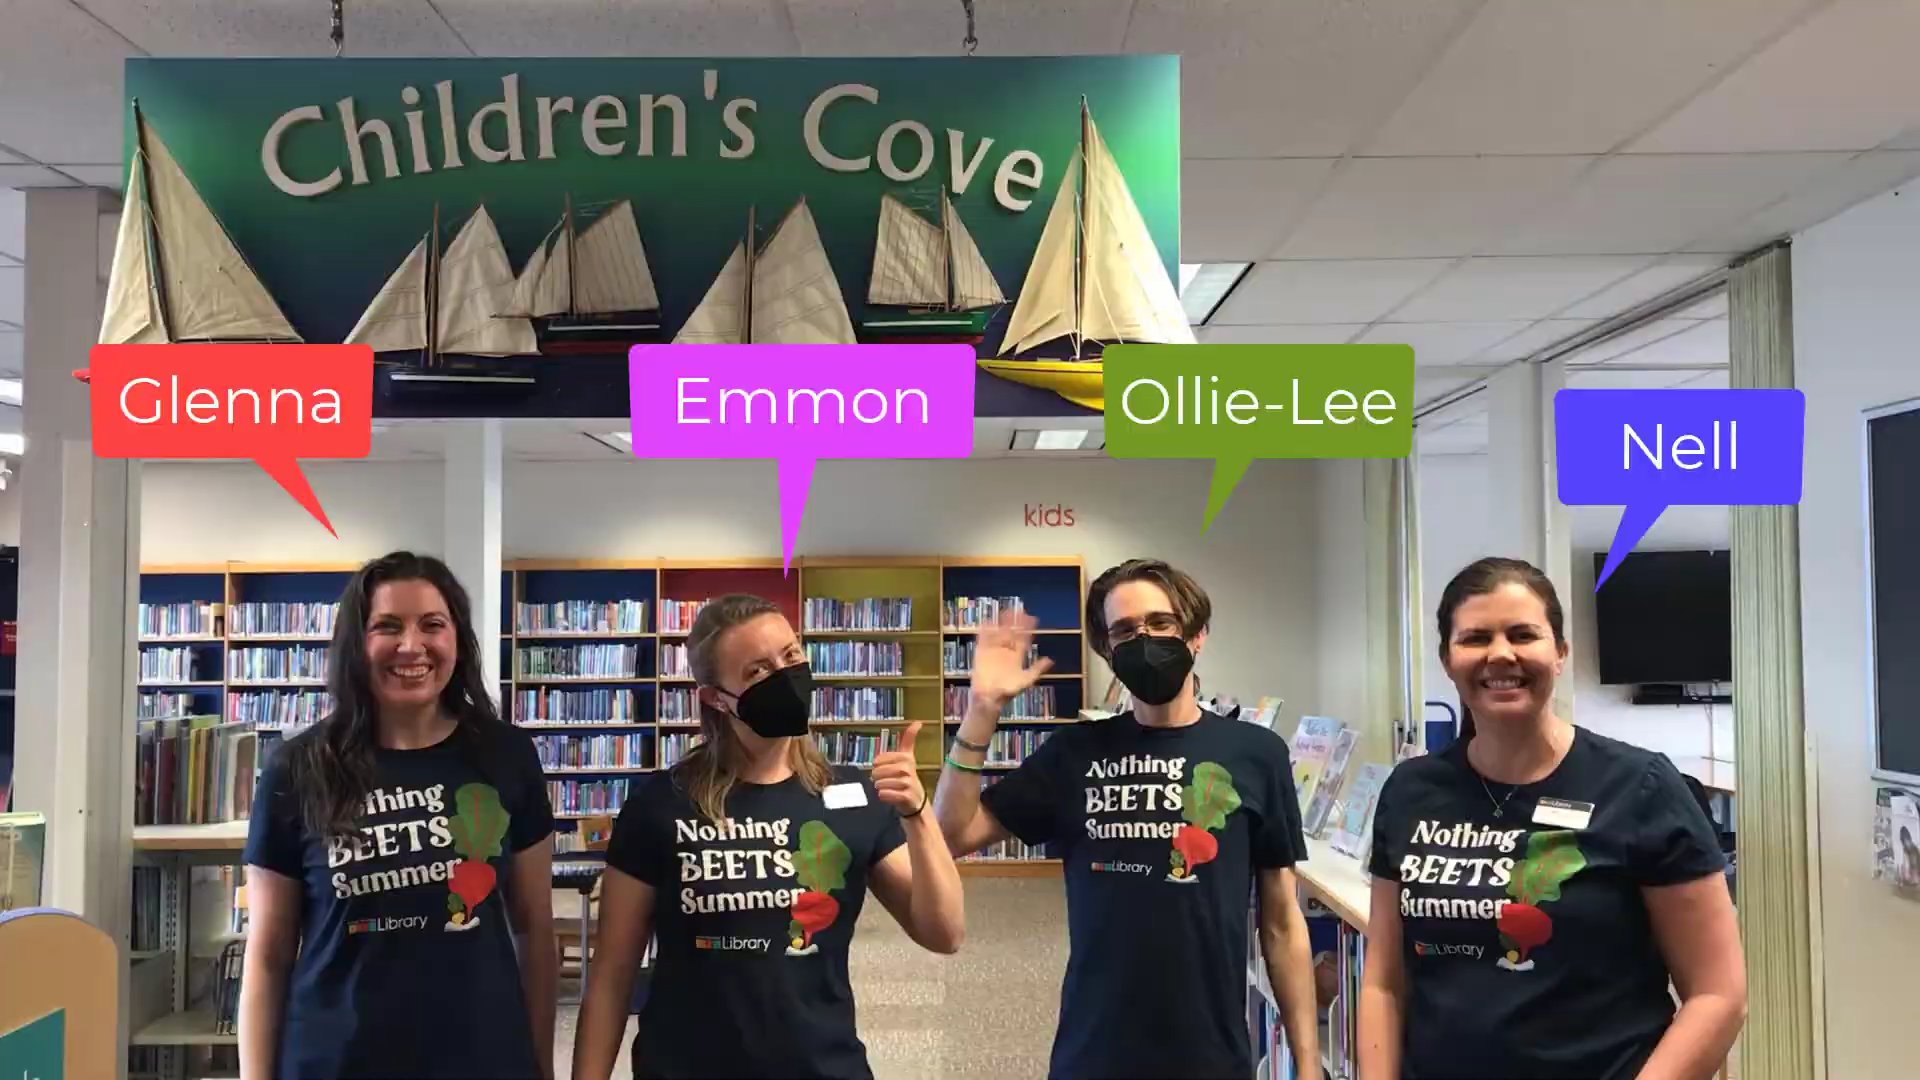 Children's Cove
Glenna
Emmon
Ollie-Lee
Nell
kids
thing
BEETS
Summer
Library
Nothing
BEETS
Summer
Library
Nothing
BEETS
Summer
Library
Nothing
BEETS
Summer
Library